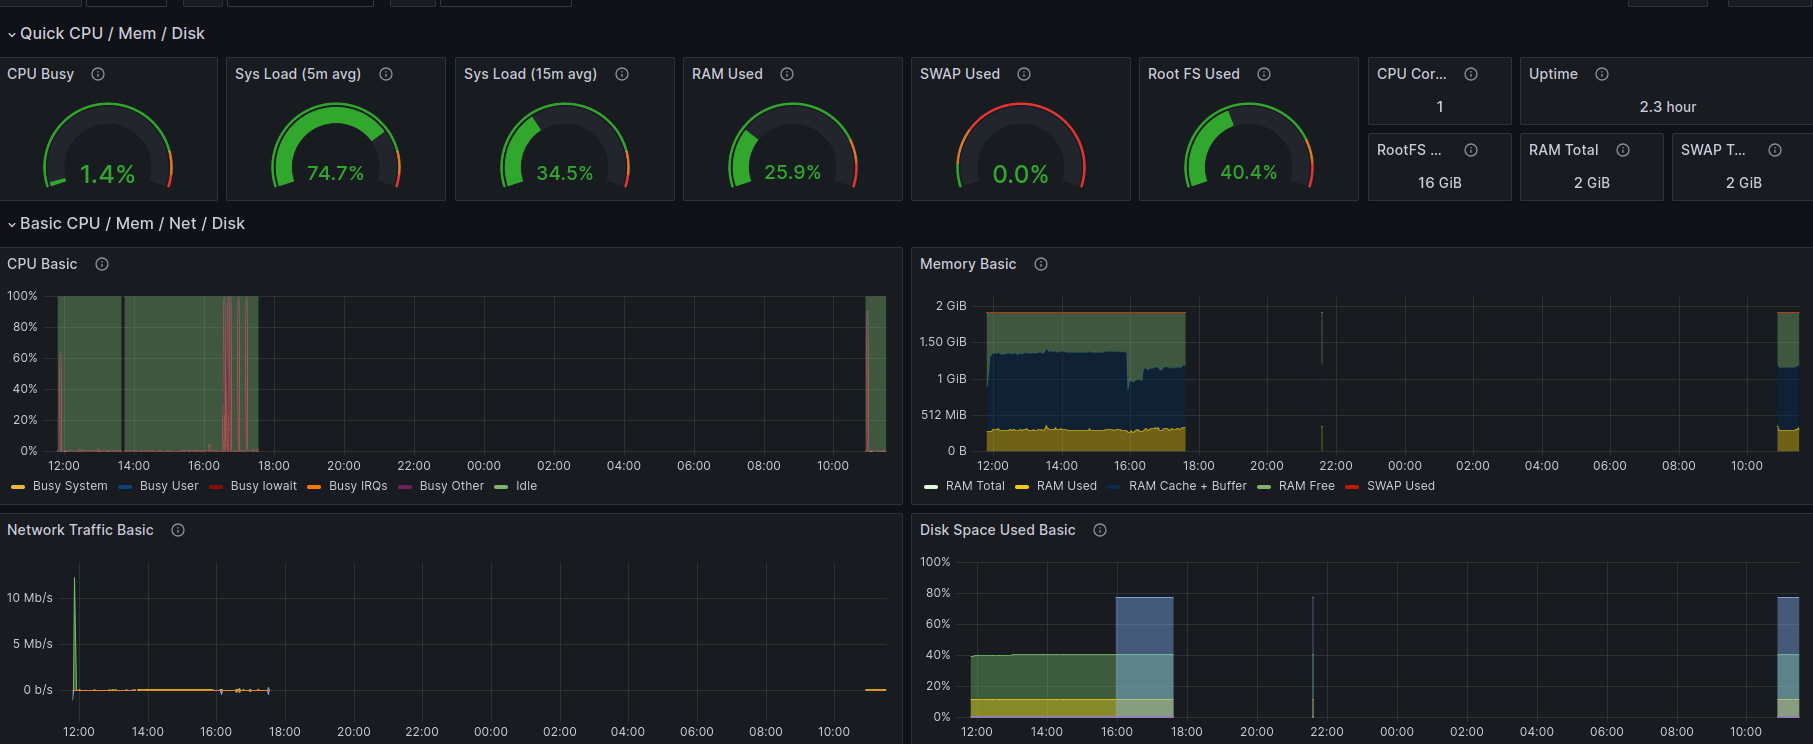 Quick CPU / Mem / Disk
CPU Busy
Sys Load (5m avg)
Sys Load (15m avg)
RAM Used
SWAP Used
Root FS Used
CPU Cor...
Uptime
1.4%
74.7%
34.5%
25.9%
0.0%
40.4%
1
2.3 hour
RootFS ...
RAM Total
SWAP T...
16 GiB
2 GiB
2 GiB
Basic CPU / Mem / Net / Disk
CPU Basic
100%
80%
60%
40%
20%
0%
12:00 14:00 16:00 18:00 20:00 22:00 00:00 02:00 04:00 06:00 08:00 10:00
Busy System Busy User Busy Iowait Busy IRQs Busy Other Idle
Memory Basic
2 GiB
1.50 GiB
1 GiB
512 MiB
0 B
12:00 14:00 16:00 18:00 20:00 22:00 00:00 02:00 04:00 06:00 08:00 10:00
RAM Total RAM Used RAM Cache + Buffer RAM Free SWAP Used
Network Traffic Basic
10 Mb/s
5 Mb/s
0 b/s
12:00 14:00 16:00 18:00 20:00 22:00 00:00 02:00 04:00 06:00 08:00 10:00
Disk Space Used Basic
100%
80%
60%
40%
20%
0%
12:00 14:00 16:00 18:00 20:00 22:00 00:00 02:00 04:00 06:00 08:00 10:00